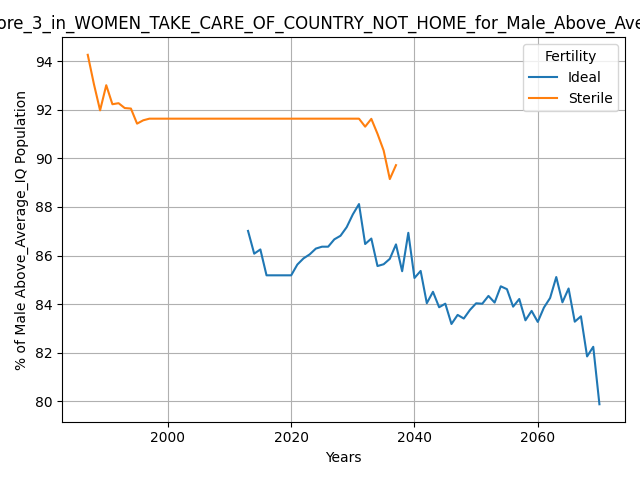 ore_3_in_WOMEN_TAKE_CARE_OF_COUNTRY_NOT_HOME_for_Male_Above_Ave
Fertility
Ideal
Sterile
% of Male Above_Average_IQ Population
94
92
90
88
86
84
82
80
2000
2020
2040
2060
Years